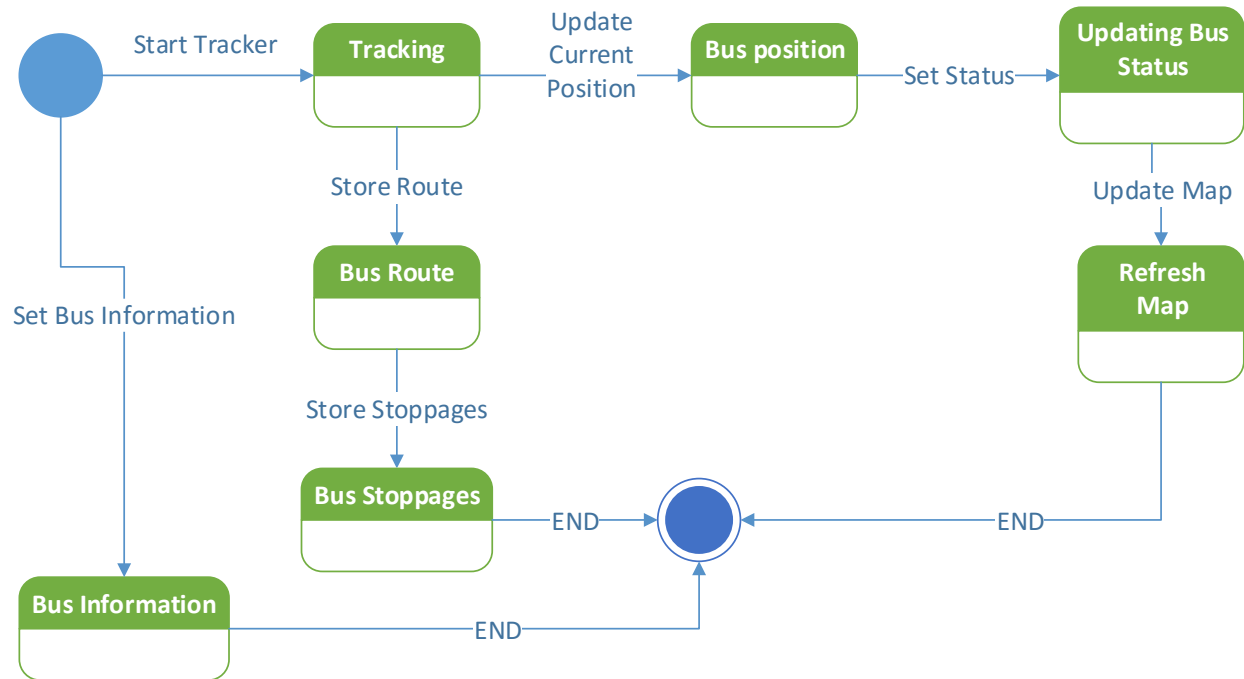 Start Tracker
Tracking
Update
Current
Position
Bus position
Set Status
Updating Bus
Status
Store Route
Update Map
Bus Route
Refresh
Map
Set Bus Information
Store Stoppages
Bus Stoppages
END
END
Bus Information
END